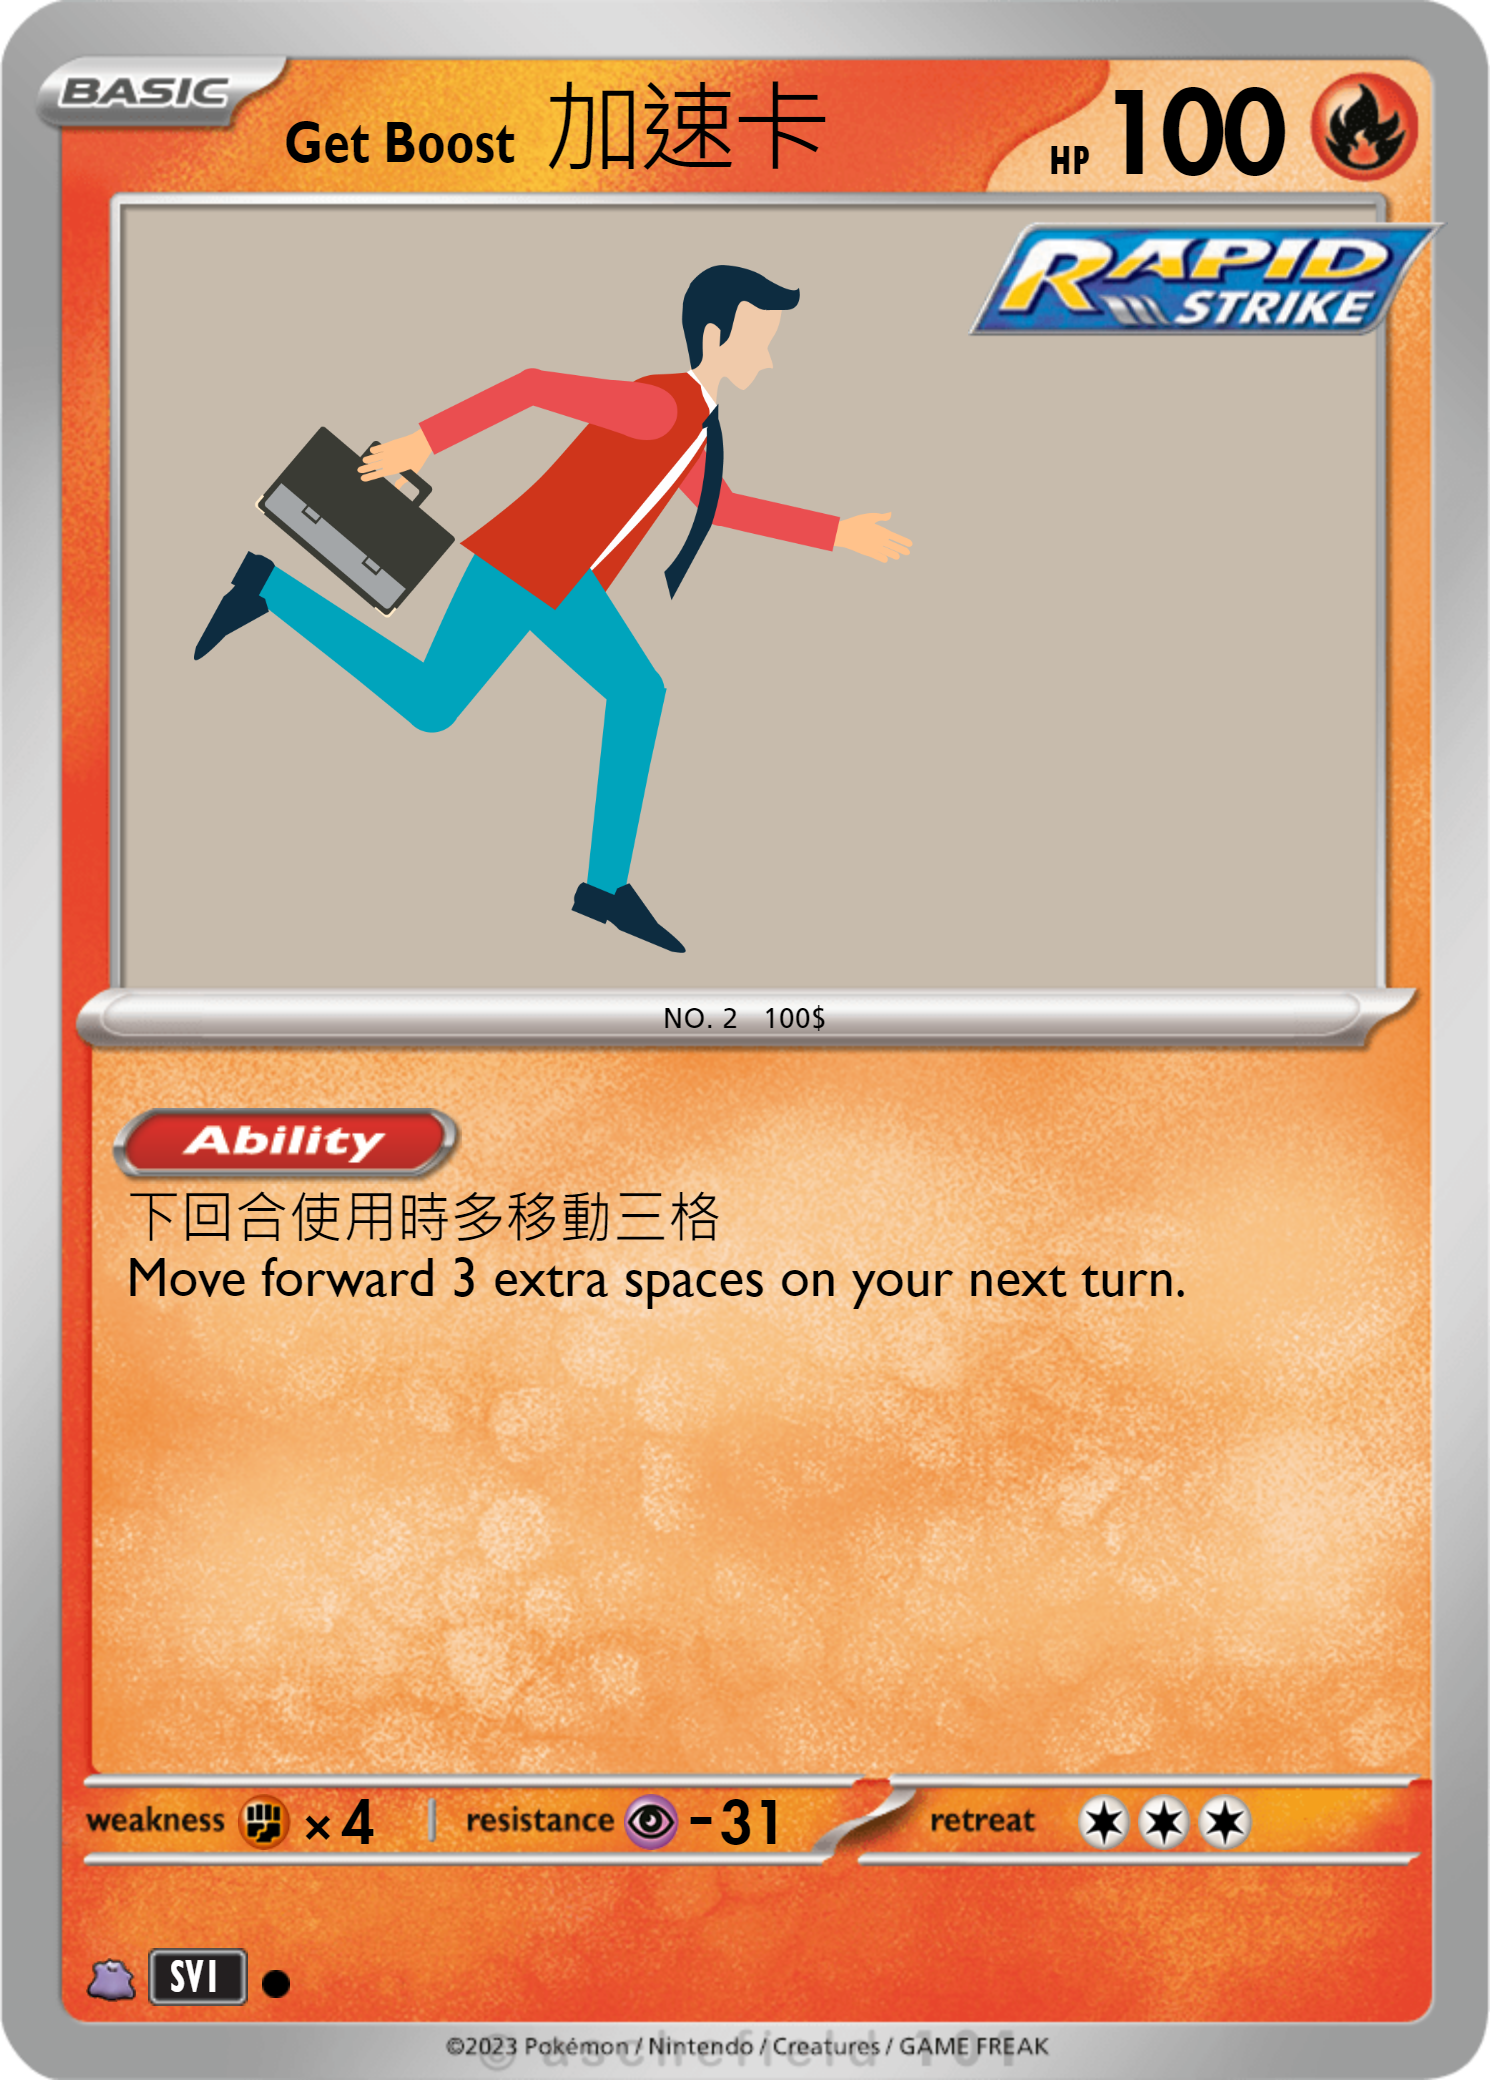 BASIC
Get Boost 加速卡
HP 100
RAPID
STRIKE
NO. 2 100$
Ability
下回合使用時多移動三格
Move forward 3 extra spaces on your next turn.
weakness ×4 resistance -31 retreat
SVI
©2023 Pokémon / Nintendo / Creatures / GAME FREAK